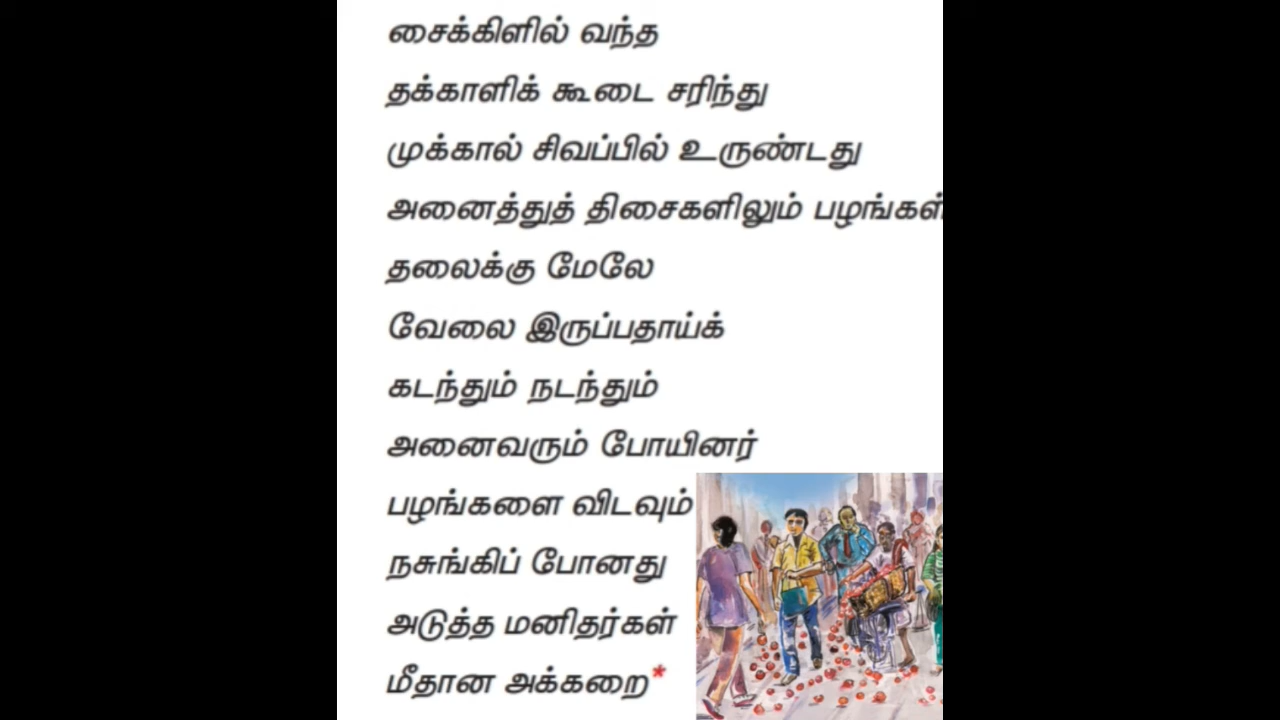 சைக்கிளில் வந்த
தக்காளிக் கூடை சரிந்து
முக்கால் சிவப்பில் உருண்டது
அனைத்துத் திசைகளிலும் பழங்கள்
தலைக்கு மேலே
வேலை இருப்பதாய்க்
கடந்தும் நடந்தும்
அனைவரும் போயினர்
பழங்களை விடவும்
நசுங்கிப் போனது
அடுத்த மனிதர்கள்
மீதான அக்கறை*